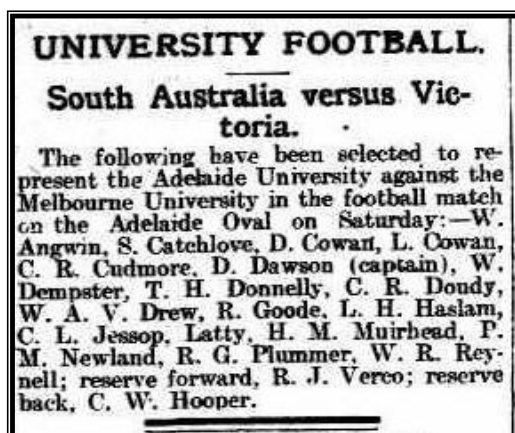 UNIVERSITY FOOTBALL.
South Australia versus Vic-
toria.
The following have been selected to re-
present the Adelaide University against the
Melbourne University in the football match
on the Adelaide Oval on Saturday:—W.
Angwin, S. Catchlove, D. Cowan, L. Cowan,
C. R. Cudmore, D. Dawson (captain), W.
Dempster, T. H. Donnelly, C. R. Doudy,
W. A. V. Drew, R. Goode, L. H. Haslam,
C. L. Jessop, Latty, H. M. Muirhead, P.
M. Newland, R. G. Plummer, W. R. Rey-
nell; reserve forward, R. J. Verco; reserve
back, C. W. Hooper.